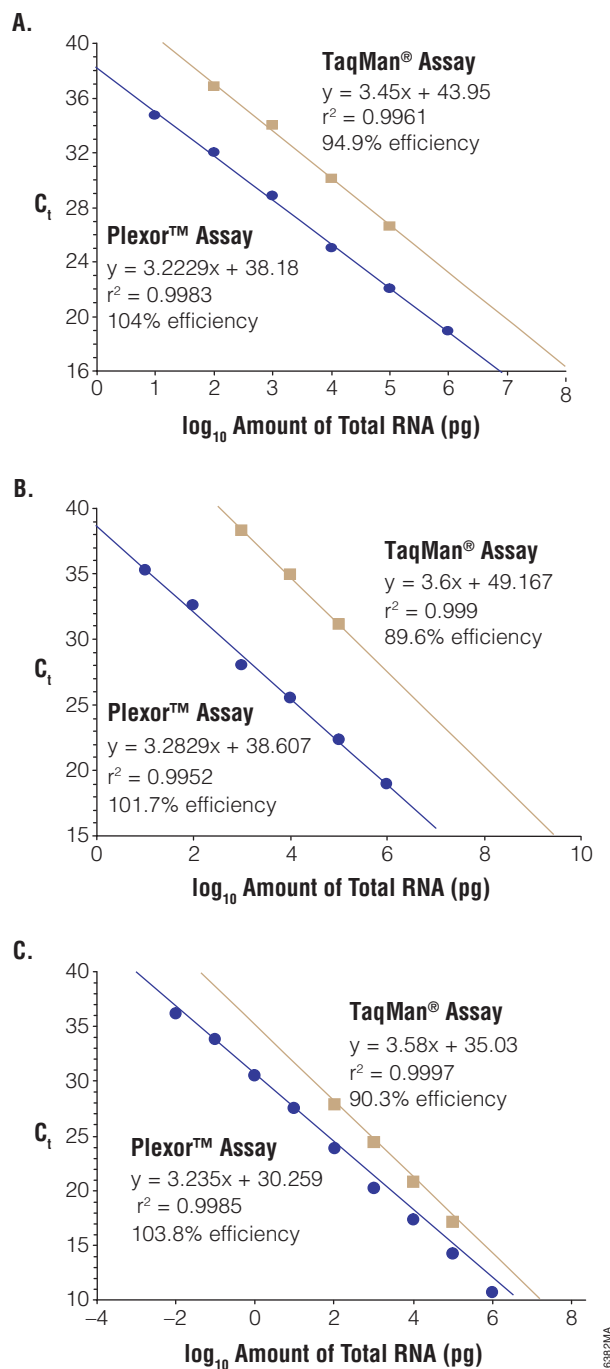 A.
40
36
32
28
24
20
16
C_t
TaqMan® Assay
y = 3.45x + 43.95
r² = 0.9961
94.9% efficiency
Plexor™ Assay
y = 3.2229x + 38.18
r² = 0.9983
104% efficiency
0 1 2 3 4 5 6 7 8
log₁₀ Amount of Total RNA (pg)
B.
40
35
30
25
20
15
C_t
TaqMan® Assay
y = 3.6x + 49.167
r² = 0.999
89.6% efficiency
Plexor™ Assay
y = 3.2829x + 38.607
r² = 0.9952
101.7% efficiency
0 2 4 6 8 10
log₁₀ Amount of Total RNA (pg)
C.
40
35
30
25
20
15
10
C_t
TaqMan® Assay
y = 3.58x + 35.03
r² = 0.9997
90.3% efficiency
Plexor™ Assay
y = 3.235x + 30.259
r² = 0.9985
103.8% efficiency
–4 –2 0 2 4 6 8
log₁₀ Amount of Total RNA (pg)
6382MA